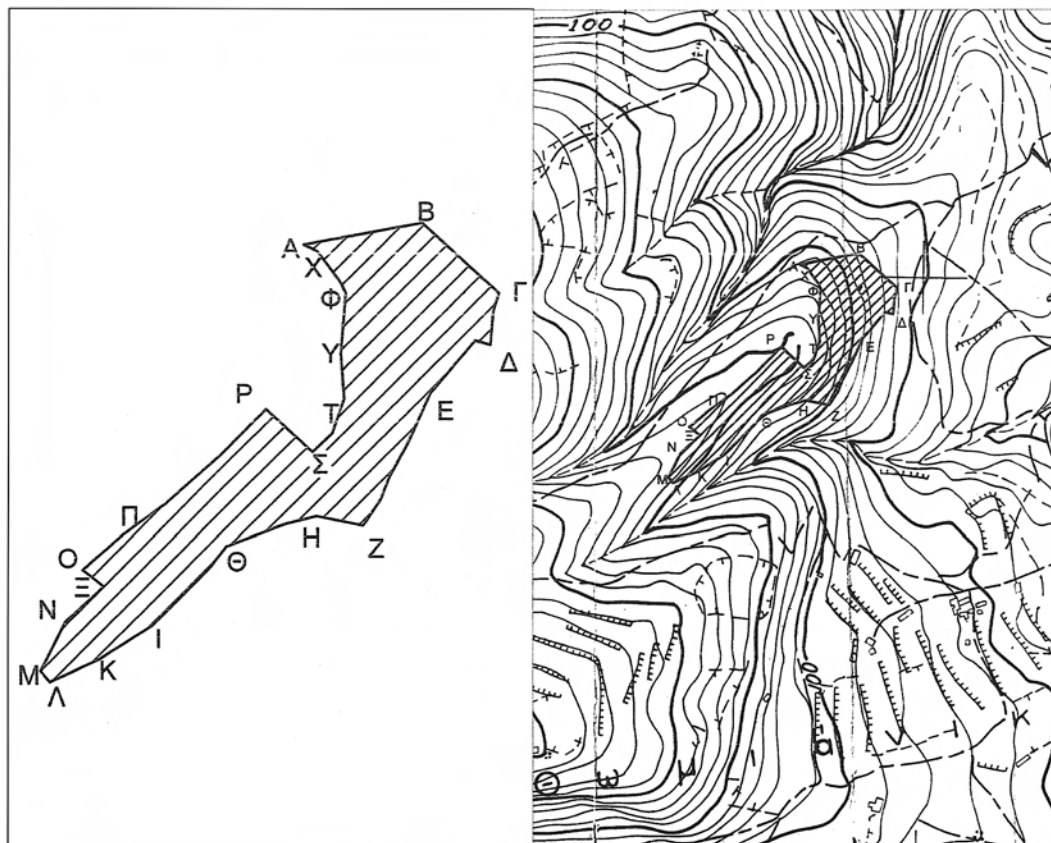 Β
Α
Χ
Φ
Γ
Υ
Δ
Ε
Ρ
Τ
Σ
Π
Η
Ζ
Θ
Ο
Ξ
Ν
Ι
Μ
Κ
Λ
100
Β
Α
Φ
Γ
Υ
Δ
Ρ
Τ
Ε
Σ
Π
Η
Ζ
Θ
Ο
Ξ
Ν
Μ
Κ
Λ